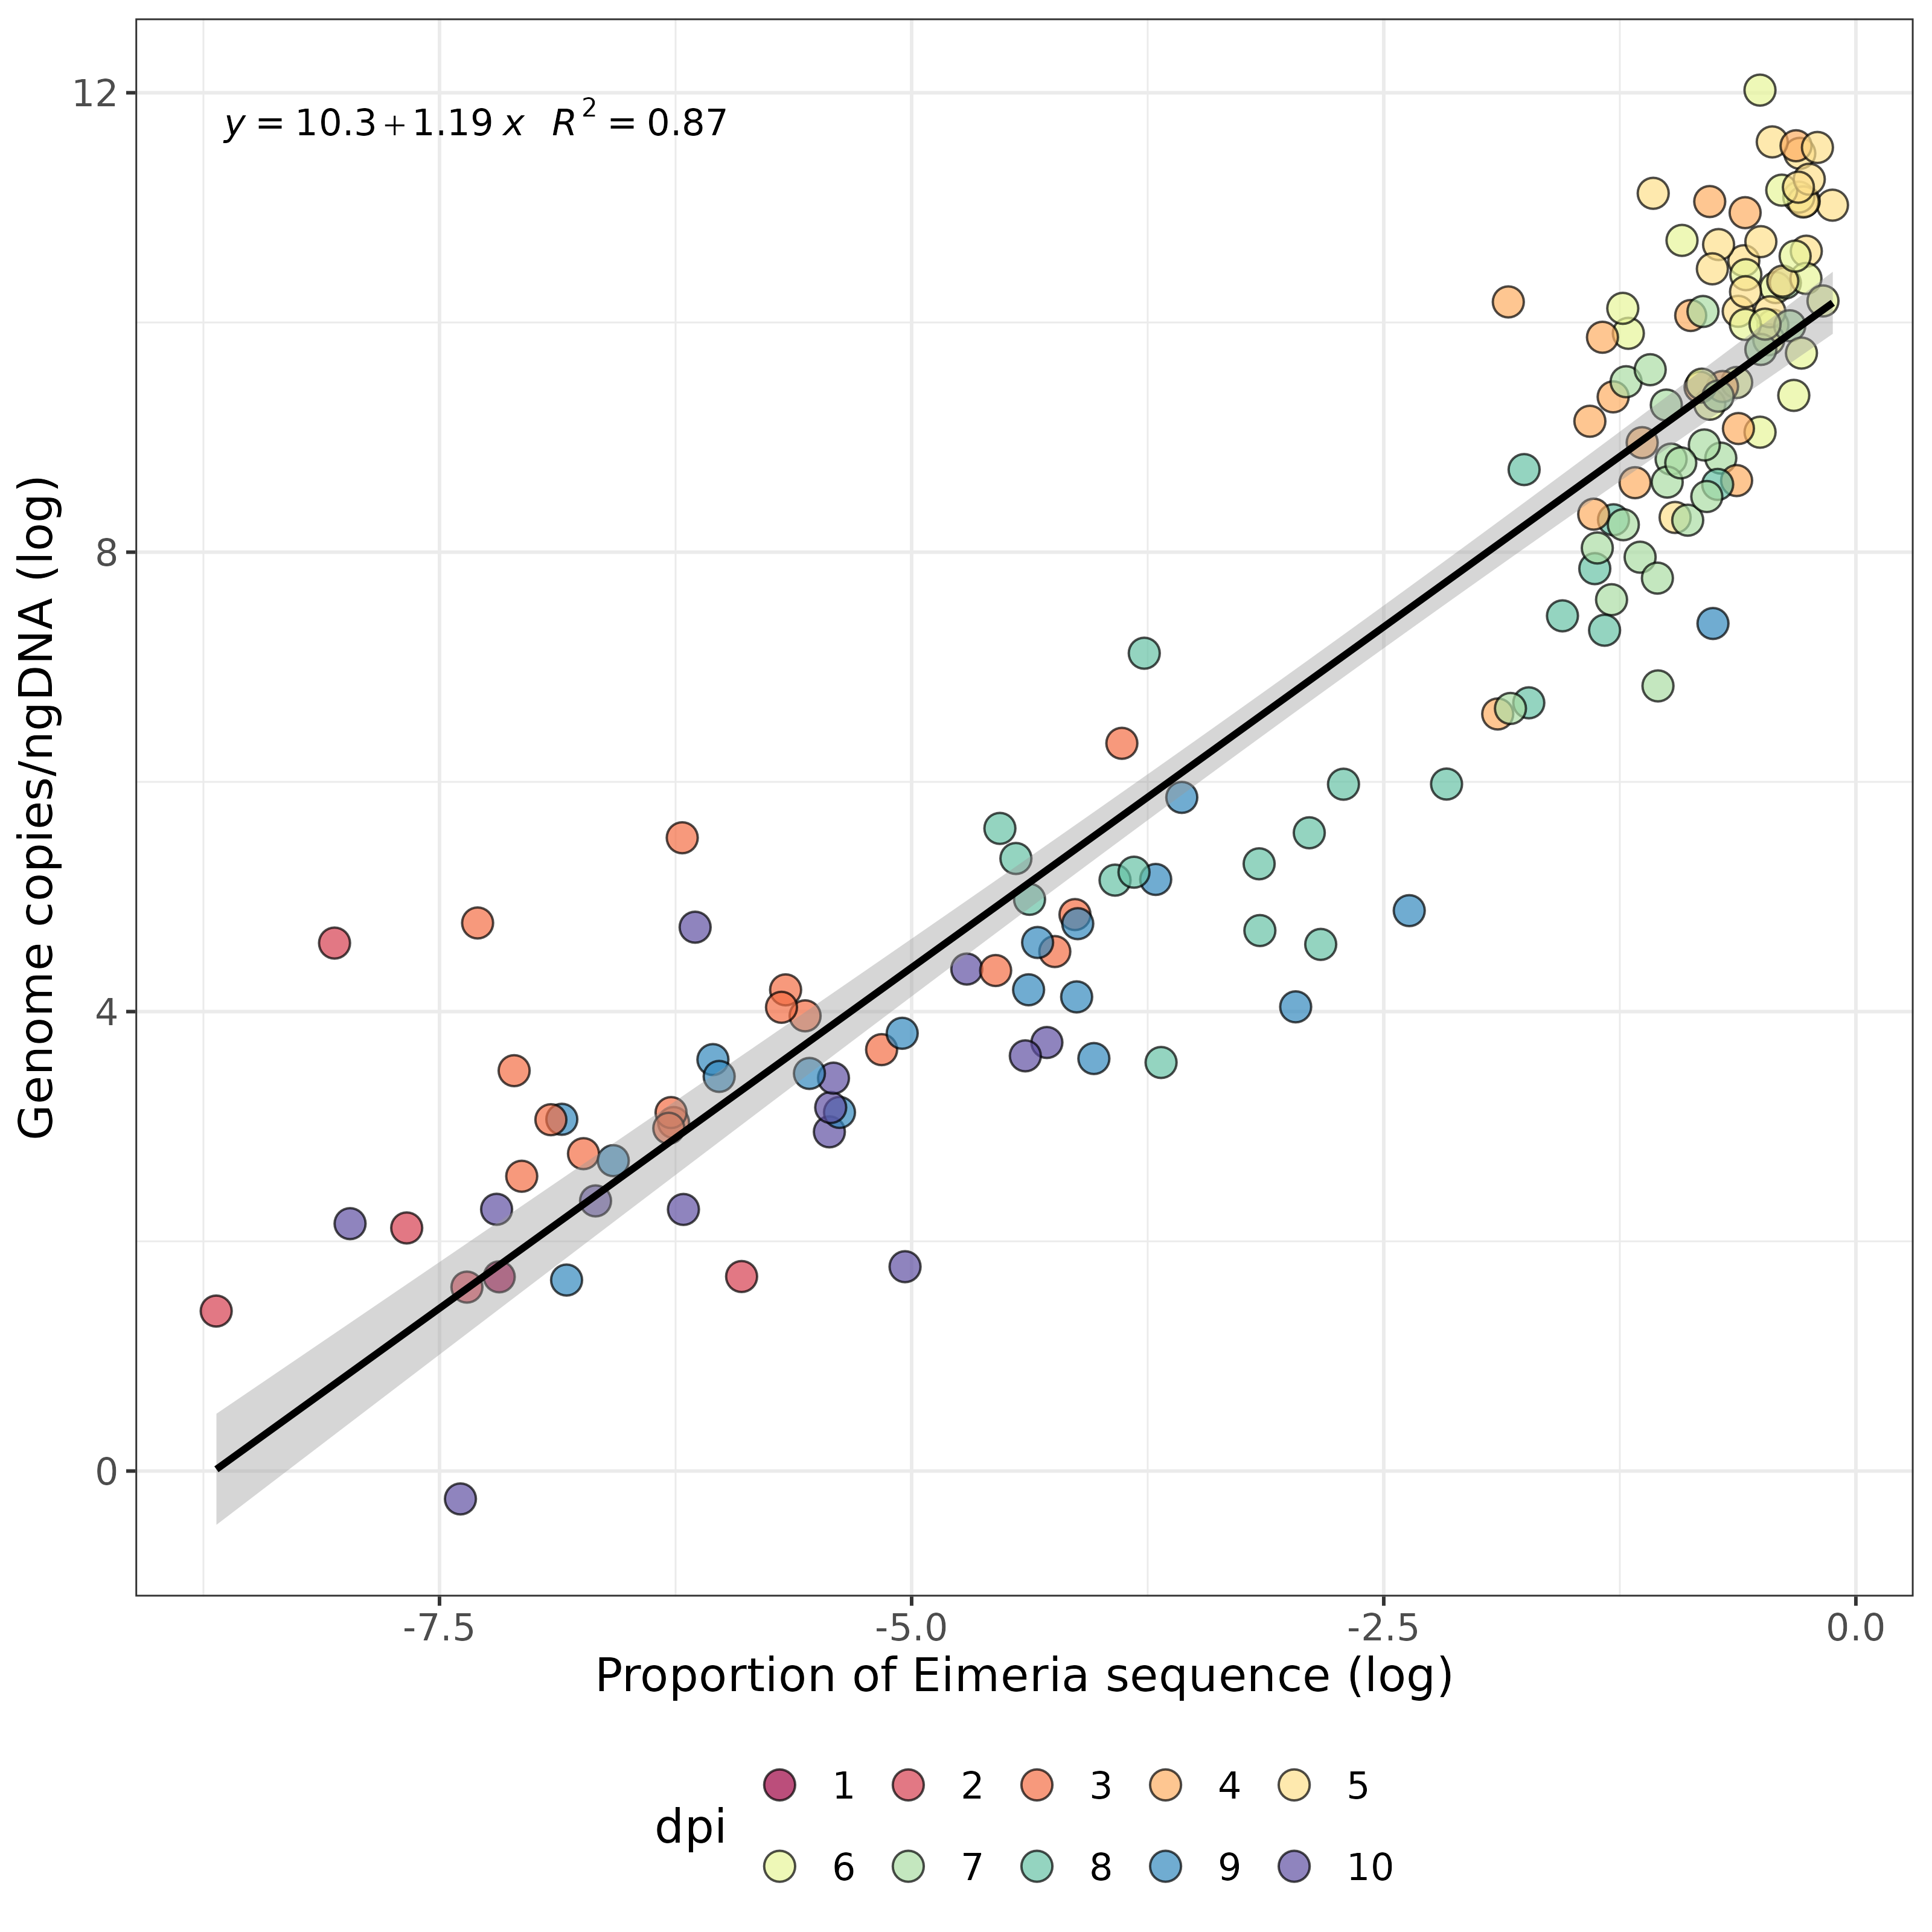 12
y = 10.3+1.19 x R² = 0.87
8
4
0
Genome copies/ngDNA (log)
-7.5 -5.0 -2.5 0.0
Proportion of Eimeria sequence (log)
dpi
1 2 3 4 5
6 7 8 9 10